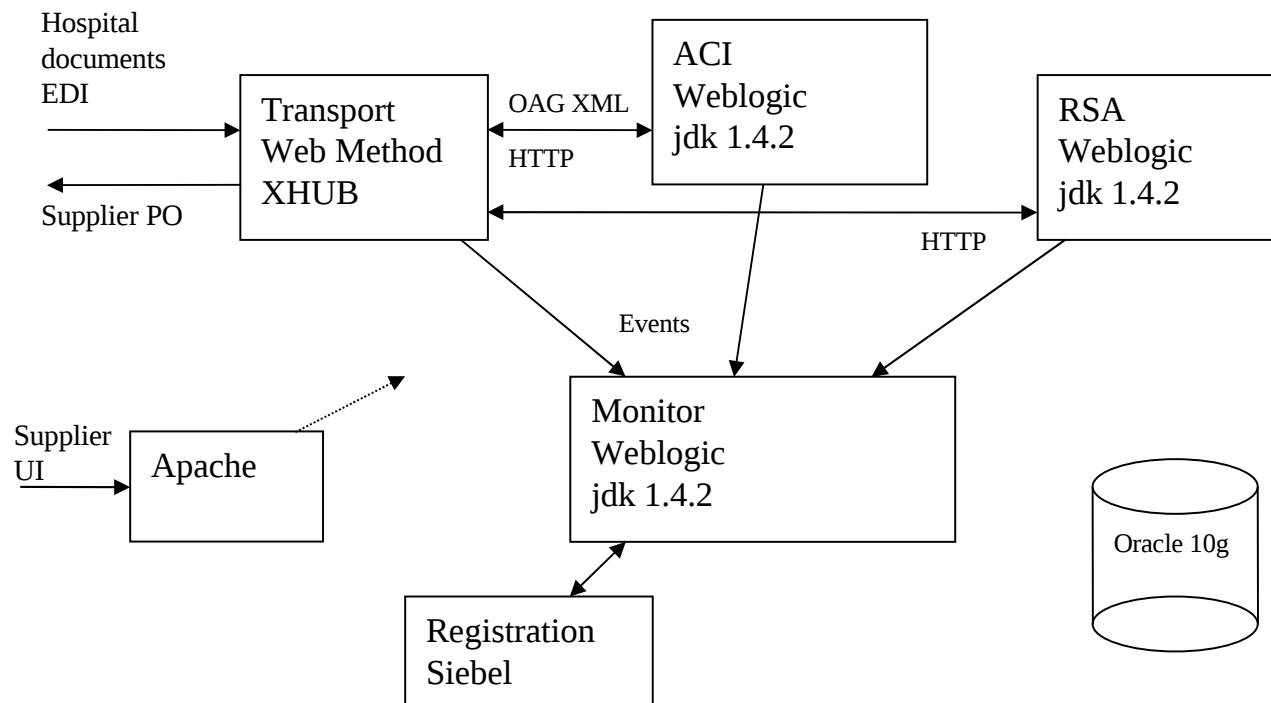 Hospital
documents
EDI
Transport
Web Method
XHUB
Supplier PO
OAG XML
HTTP
ACI
Weblogic
jdk 1.4.2
RSA
Weblogic
jdk 1.4.2
HTTP
Events
Supplier
UI
Apache
Monitor
Weblogic
jdk 1.4.2
Oracle 10g
Registration
Siebel